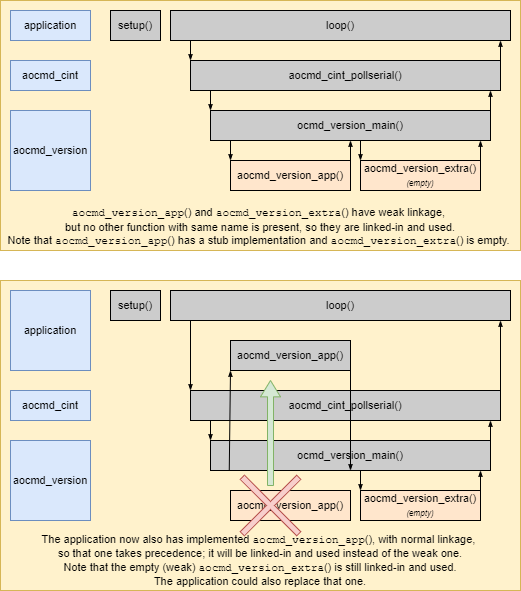 application
setup()
loop()
aocmd_cint
aocmd_cint_pollserial()
aocmd_version
ocmd_version_main()
aocmd_version_app()
aocmd_version_extra()
(empty)
aocmd_version_app() and aocmd_version_extra() have weak linkage,
but no other function with same name is present, so they are linked-in and used.
Note that aocmd_version_app() has a stub implementation and aocmd_version_extra() is empty.
application
setup()
loop()
aocmd_version_app()
aocmd_cint
aocmd_cint_pollserial()
aocmd_version
ocmd_version_main()
aocmd_version_app()
aocmd_version_extra()
(empty)
The application now also has implemented aocmd_version_app(), with normal linkage,
so that one takes precedence; it will be linked-in and used instead of the weak one.
Note that the empty (weak) aocmd_version_extra() is still linked-in and used.
The application could also replace that one.